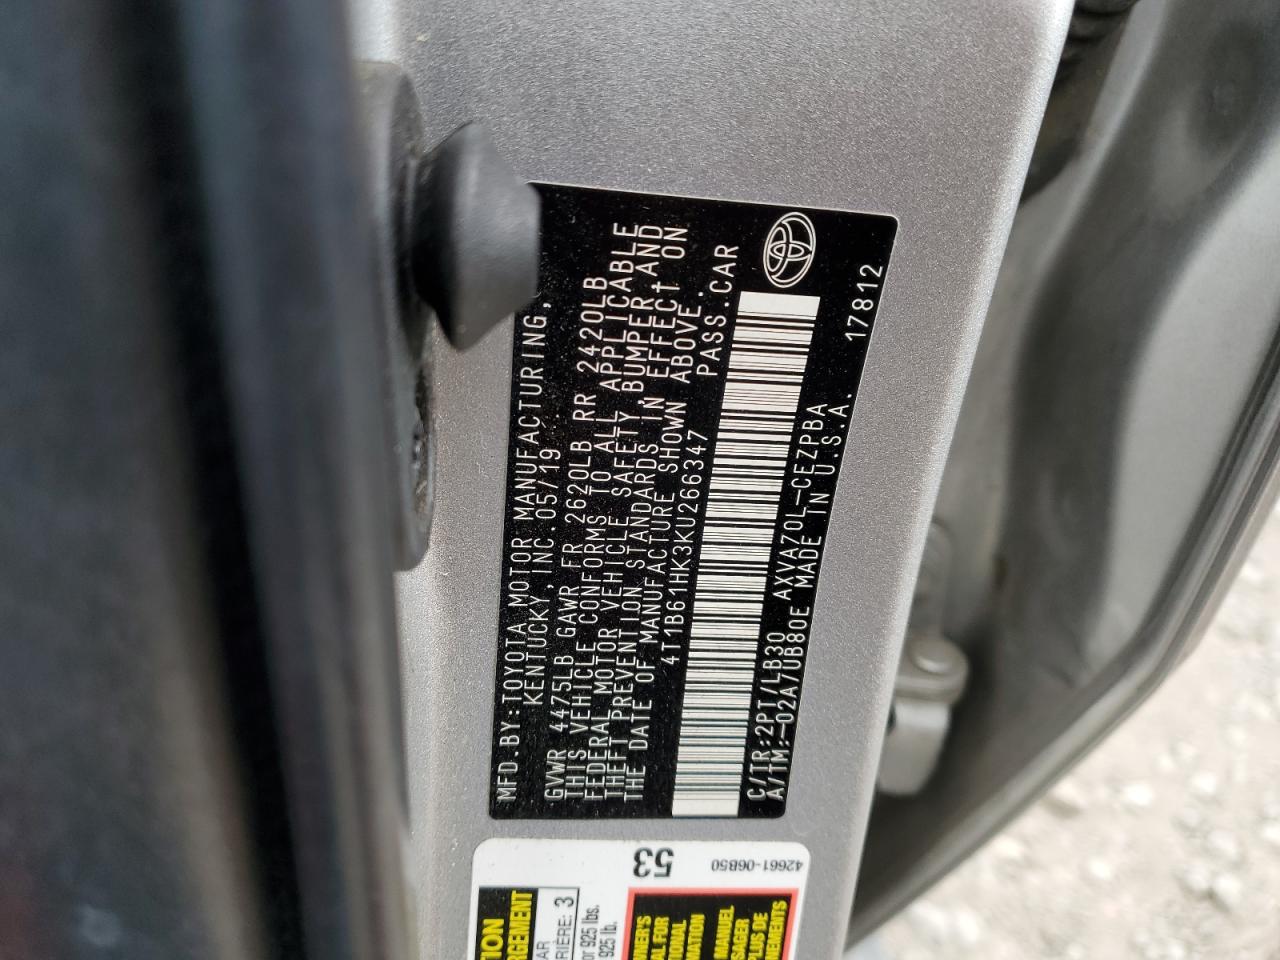 MFD.BY:TOYOTA MOTOR MANUFACTURING,
KENTUCKY,INC. 05/19
GVWR 4475LB GAWR FR 2620LB RR 2420LB
THIS VEHICLE CONFORMS TO ALL APPLICABLE
FEDERAL MOTOR VEHICLE SAFETY,BUMPER,AND
THEFT PREVENTION STANDARDS IN EFFECT ON
THE DATE OF MANUFACTURE SHOWN ABOVE.
4T1B61HK3KU266347 PASS.CAR
C/TR:2PT/LB30 AXVA70L-CEZPBA
A/TM:-02A/UB80E MADE IN U.S.A. 17812
53
42661-06B50